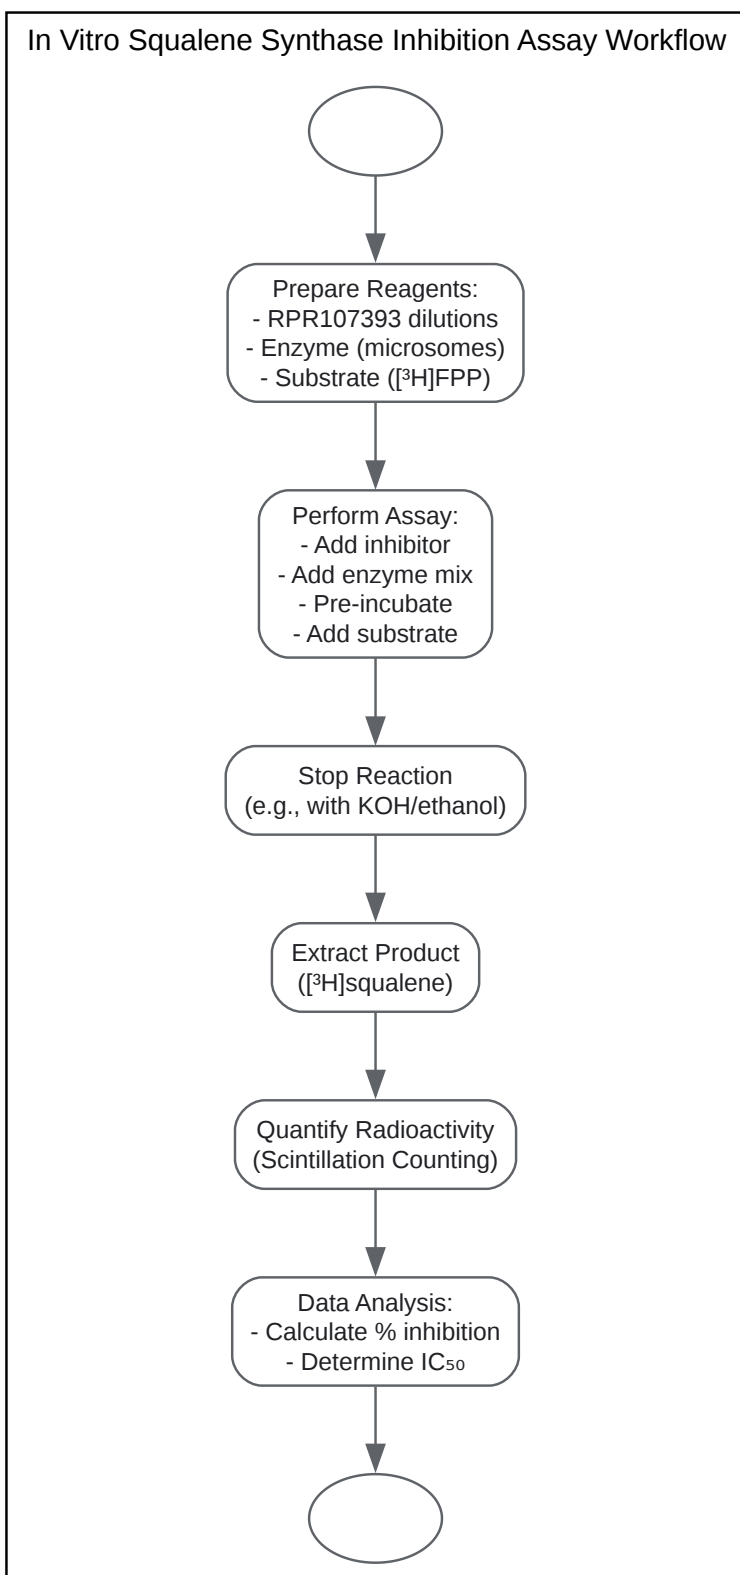 In Vitro Squalene Synthase Inhibition Assay Workflow
Prepare Reagents:
- RPR107393 dilutions
- Enzyme (microsomes)
- Substrate ([³H]FPP)
Perform Assay:
- Add inhibitor
- Add enzyme mix
- Pre-incubate
- Add substrate
Stop Reaction
(e.g., with KOH/ethanol)
Extract Product
([³H]squalene)
Quantify Radioactivity
(Scintillation Counting)
Data Analysis:
- Calculate % inhibition
- Determine IC₅₀